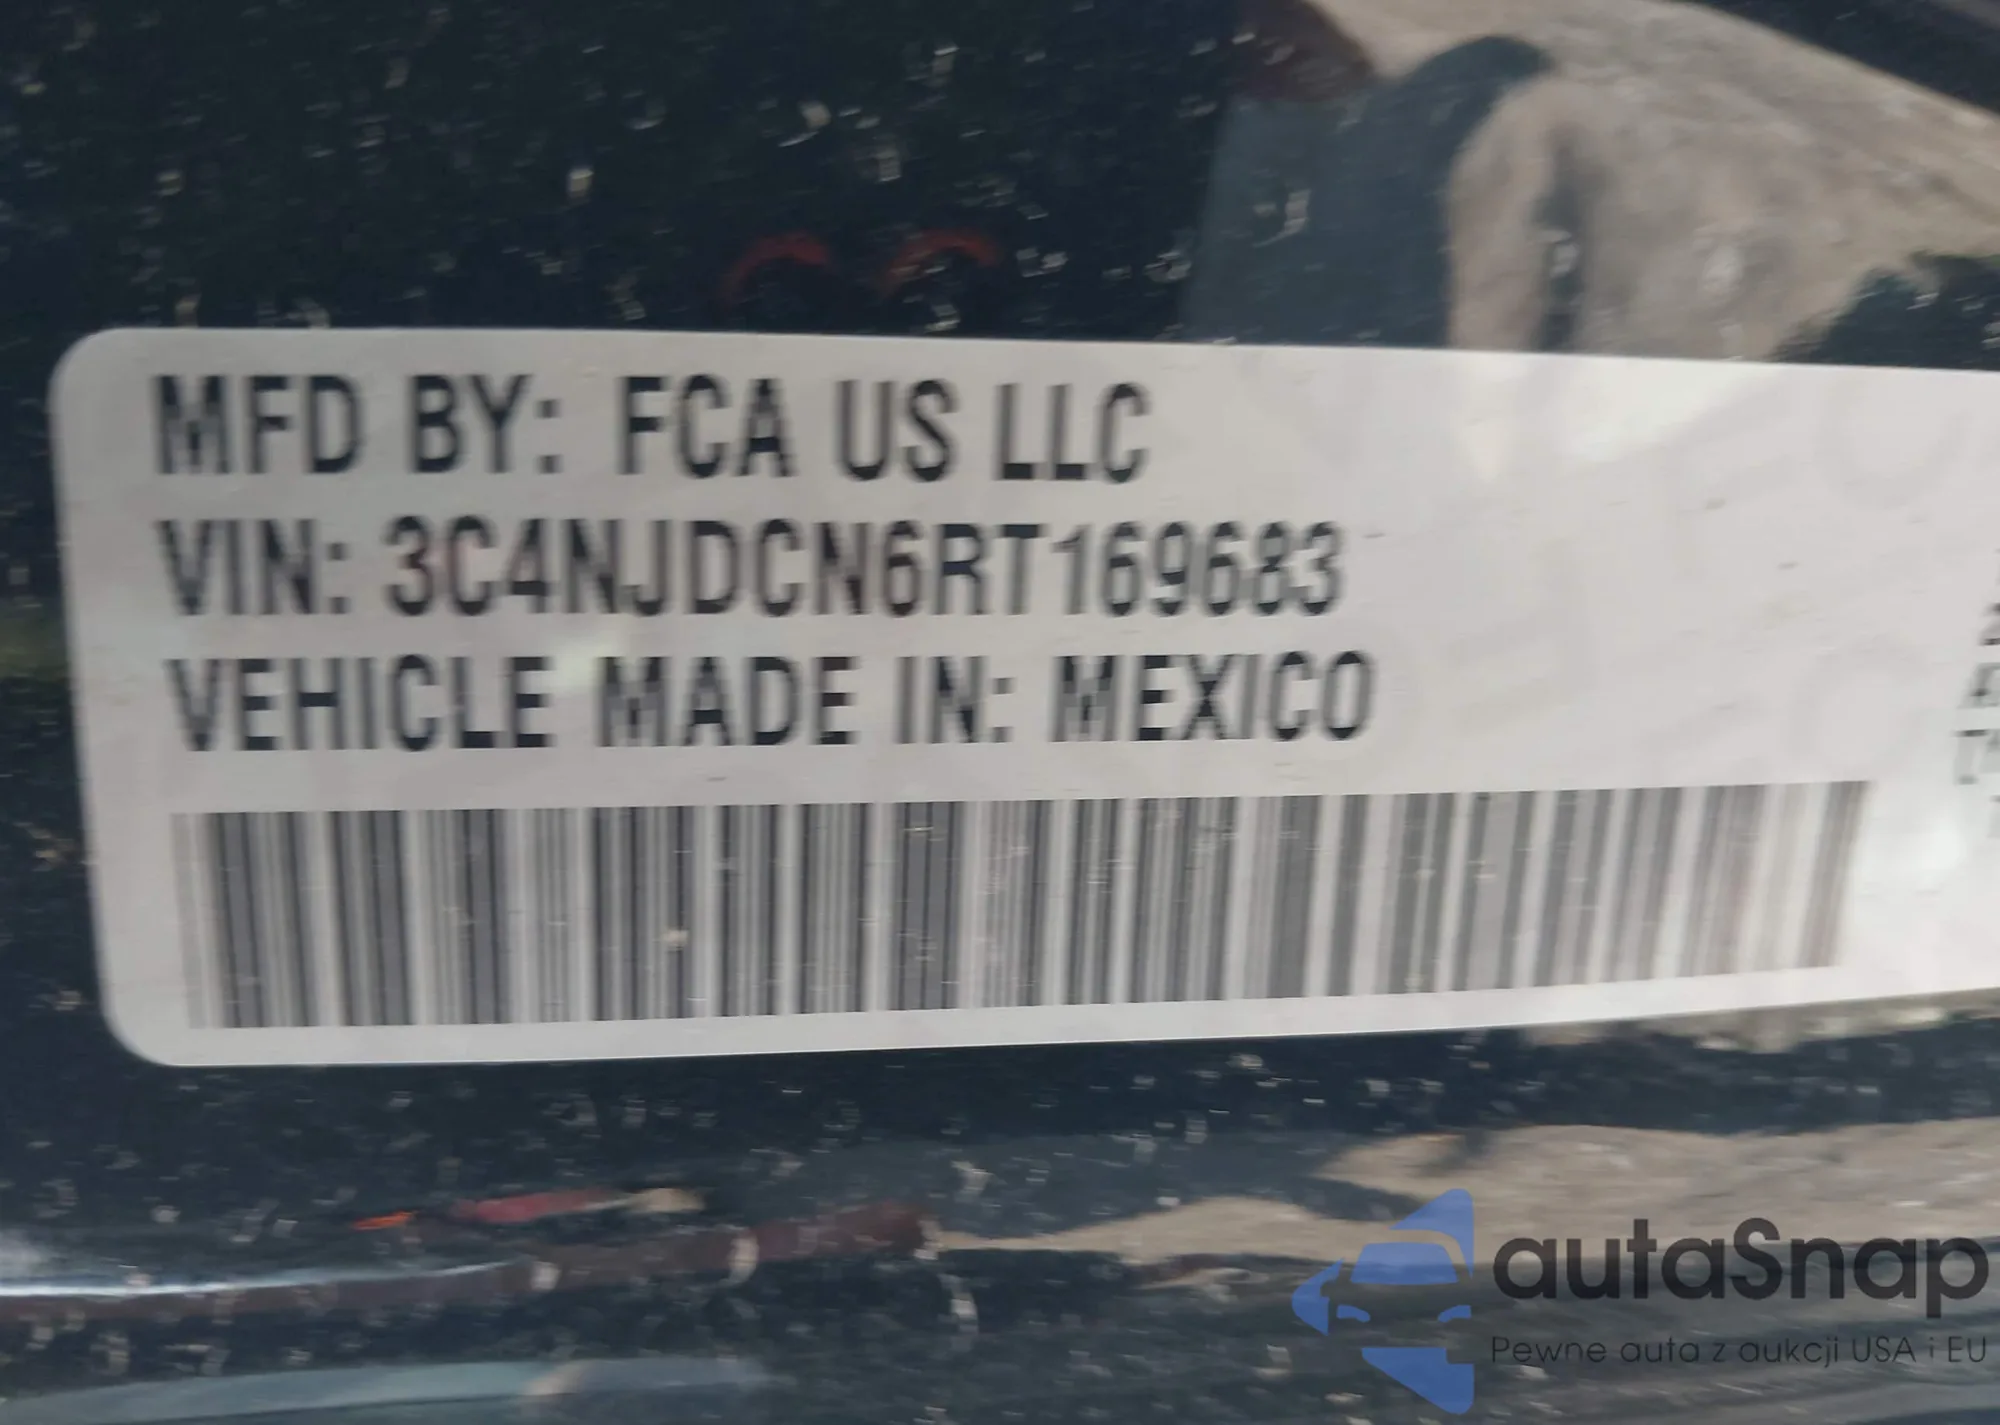 MFD BY: FCA US LLC
VIN: 3C4NJDCN6RT169683
VEHICLE MADE IN: MEXICO
autaSnap
Pewne auta z aukcji USA i EU